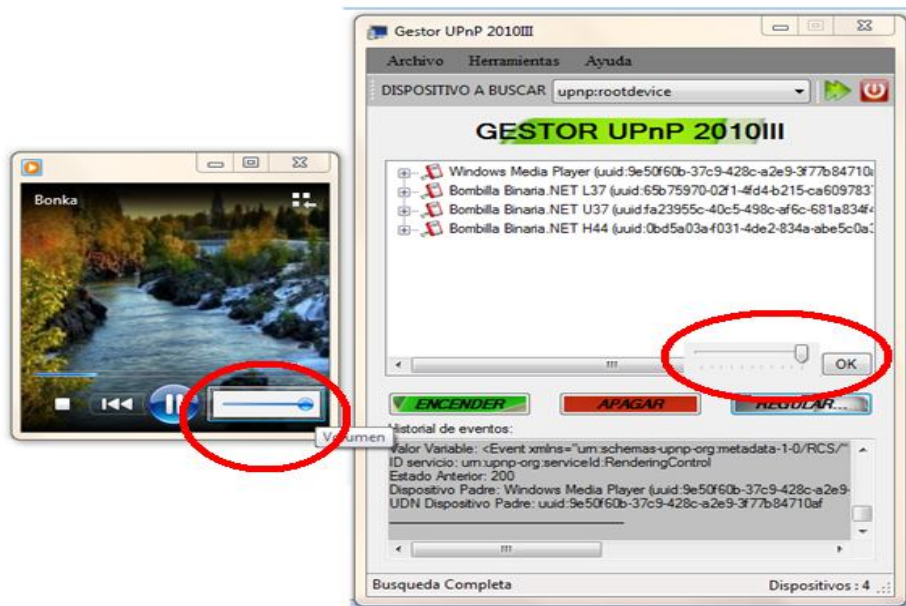 Bonka
Volumen
Gestor UPnP 2010III
Archivo Herramientas Ayuda
DISPOSITIVO A BUSCAR upnp:rootdevice
GESTOR UPnP 2010III
Windows Media Player (uuid:9e50f60b-37c9-428c-a2e9-3f77b84710a
Bombilla Binaria.NET L37 (uuid:65b75970-02f1-4fd4-b215-ca609783
Bombilla Binaria.NET U37 (uuid:fa23955c-40c5-498c-af6c-681a834f4
Bombilla Binaria.NET H44 (uuid:0bd5a03a-f031-4de2-834a-abe5c0a3
OK
ENCENDER APAGAR REGULAR...
Historial de eventos:
Valor Variable: <Event xmlns="urn:schemas-upnp-org:metadata-1-0/RCS/"
ID servicio: urn:upnp-org:serviceId:RenderingControl
Estado Anterior: 200
Dispositivo Padre: Windows Media Player (uuid:9e50f60b-37c9-428c-a2e9-
UDN Dispositivo Padre: uuid:9e50f60b-37c9-428c-a2e9-3f77b84710af
Busqueda Completa Dispositivos : 4